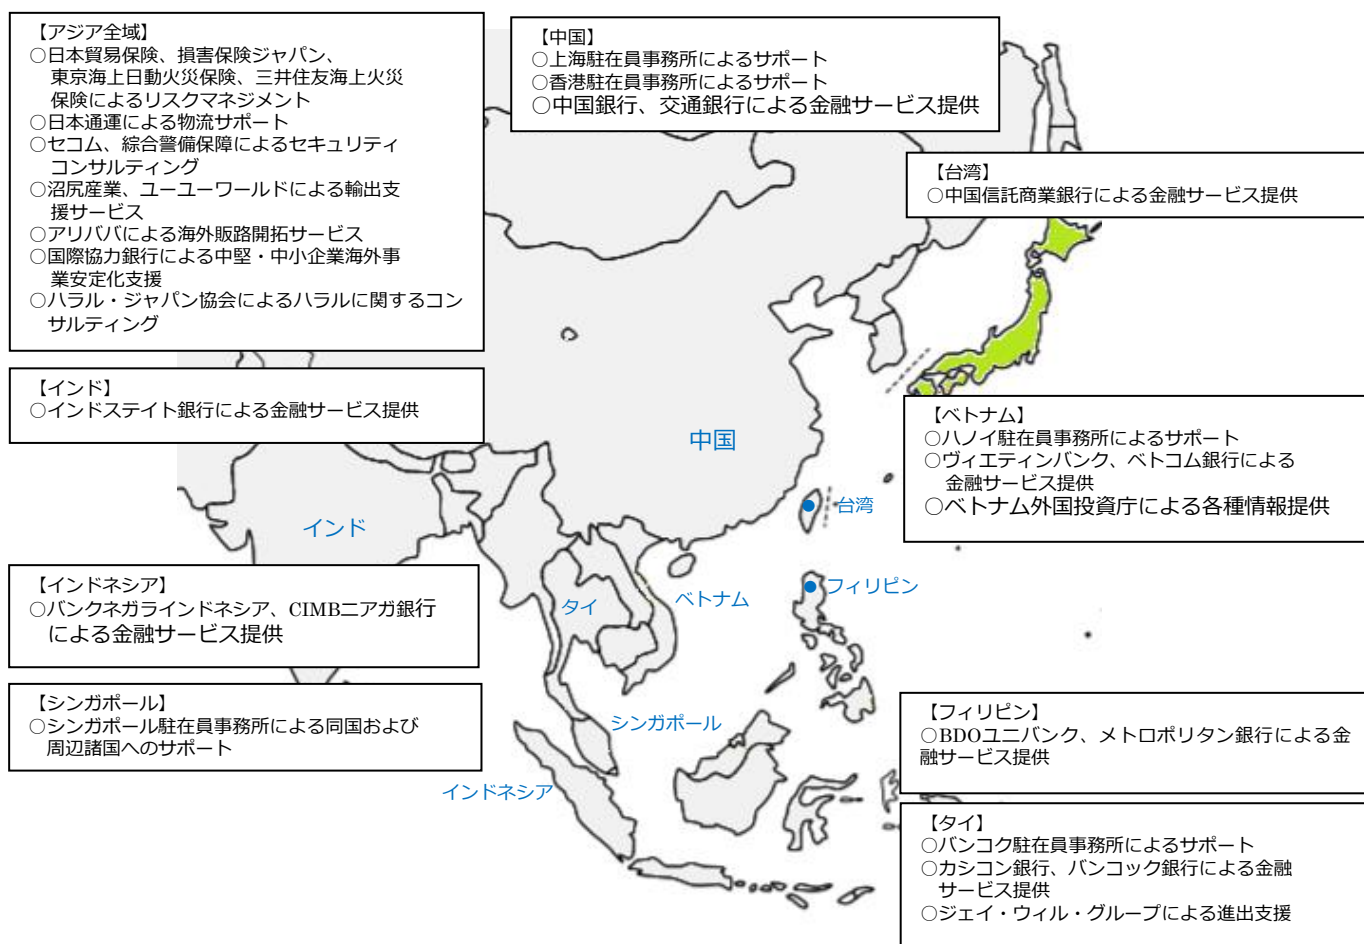 【アジア全域】
○日本貿易保険、損害保険ジャパン、
東京海上日動火災保険、三井住友海上火災
保険によるリスクマネジメント
○日本通運による物流サポート
○セコム、綜合警備保障によるセキュリティ
コンサルティング
○沼尻産業、ユーユーワールドによる輸出支
援サービス
○アリババによる海外販路開拓サービス
○国際協力銀行による中堅・中小企業海外事
業安定化支援
○ハラル・ジャパン協会によるハラルに関するコン
サルティング
【中国】
○上海駐在員事務所によるサポート
○香港駐在員事務所によるサポート
○中国銀行、交通銀行による金融サービス提供
【台湾】
○中国信託商業銀行による金融サービス提供
【インド】
○インドステイト銀行による金融サービス提供
【ベトナム】
○ハノイ駐在員事務所によるサポート
○ヴィエティンバンク、ベトコム銀行による
金融サービス提供
○ベトナム外国投資庁による各種情報提供
中国
台湾
インド
【インドネシア】
○バンクネガラインドネシア、CIMBニアガ銀行
による金融サービス提供
タイ
ベトナム
フィリピン
【シンガポール】
○シンガポール駐在員事務所による同国および
周辺諸国へのサポート
シンガポール
インドネシア
【フィリピン】
○BDOユニバンク、メトロポリタン銀行による金
融サービス提供
【タイ】
○バンコク駐在員事務所によるサポート
○カシコン銀行、バンコック銀行による金融
サービス提供
○ジェイ・ウィル・グループによる進出支援